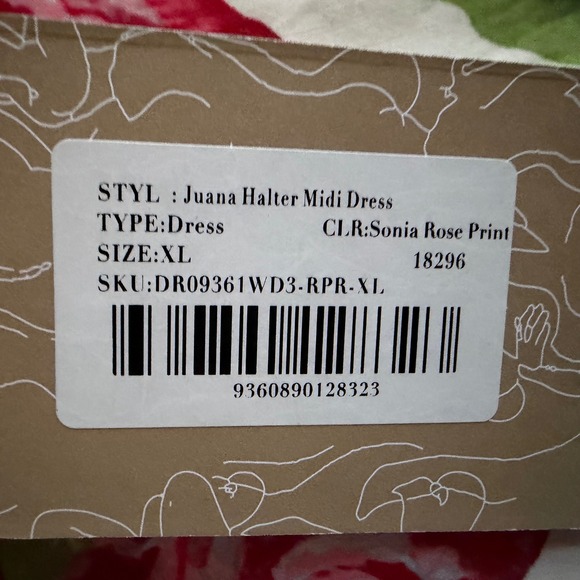 STYL : Juana Halter Midi Dress
TYPE:Dress CLR:Sonia Rose Print
SIZE:XL 18296
SKU:DR09361WD3-RPR-XL
9360890128323